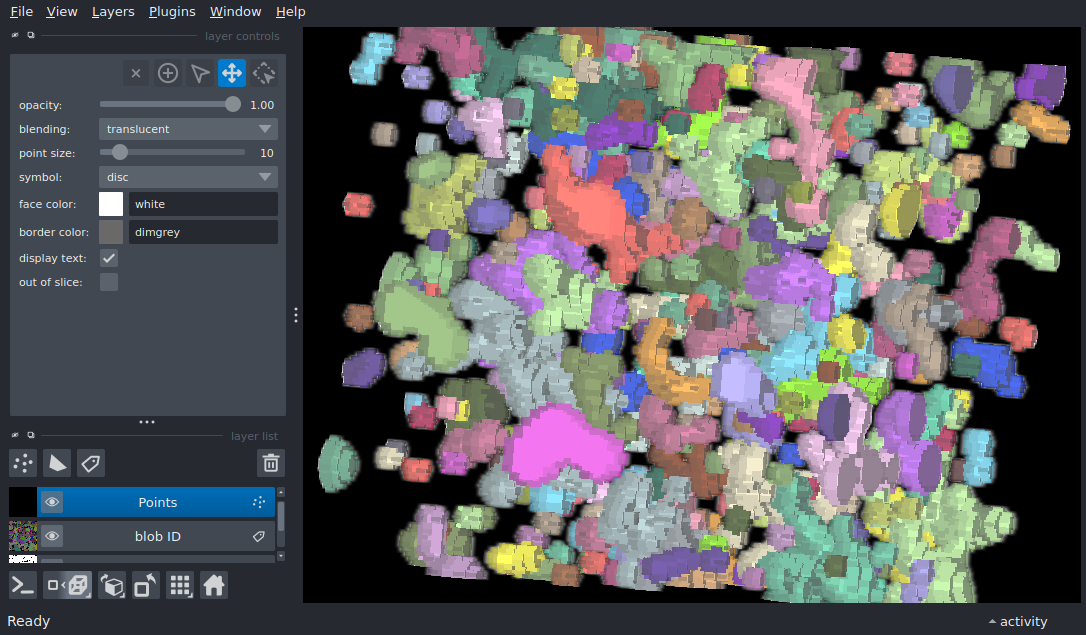 File View Layers Plugins Window Help
layer controls
opacity: 1.00
blending: translucent
point size: 10
symbol: disc
face color: white
border color: dimgrey
display text:
out of slice:
layer list
Points
blob ID
Ready
activity